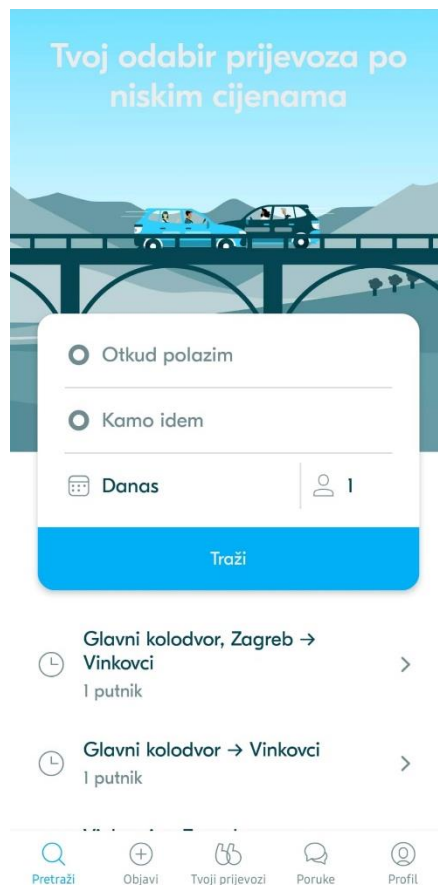 Tvoj odabir prijevoza po
niskim cijenama
Otkud polazim
Kamo idem
Danas
1
Traži
Glavni kolodvor, Zagreb →
Vinkovci
1 putnik
Glavni kolodvor → Vinkovci
1 putnik
Pretraži
Objavi
Tvoji prijevozi
Poruke
Profil